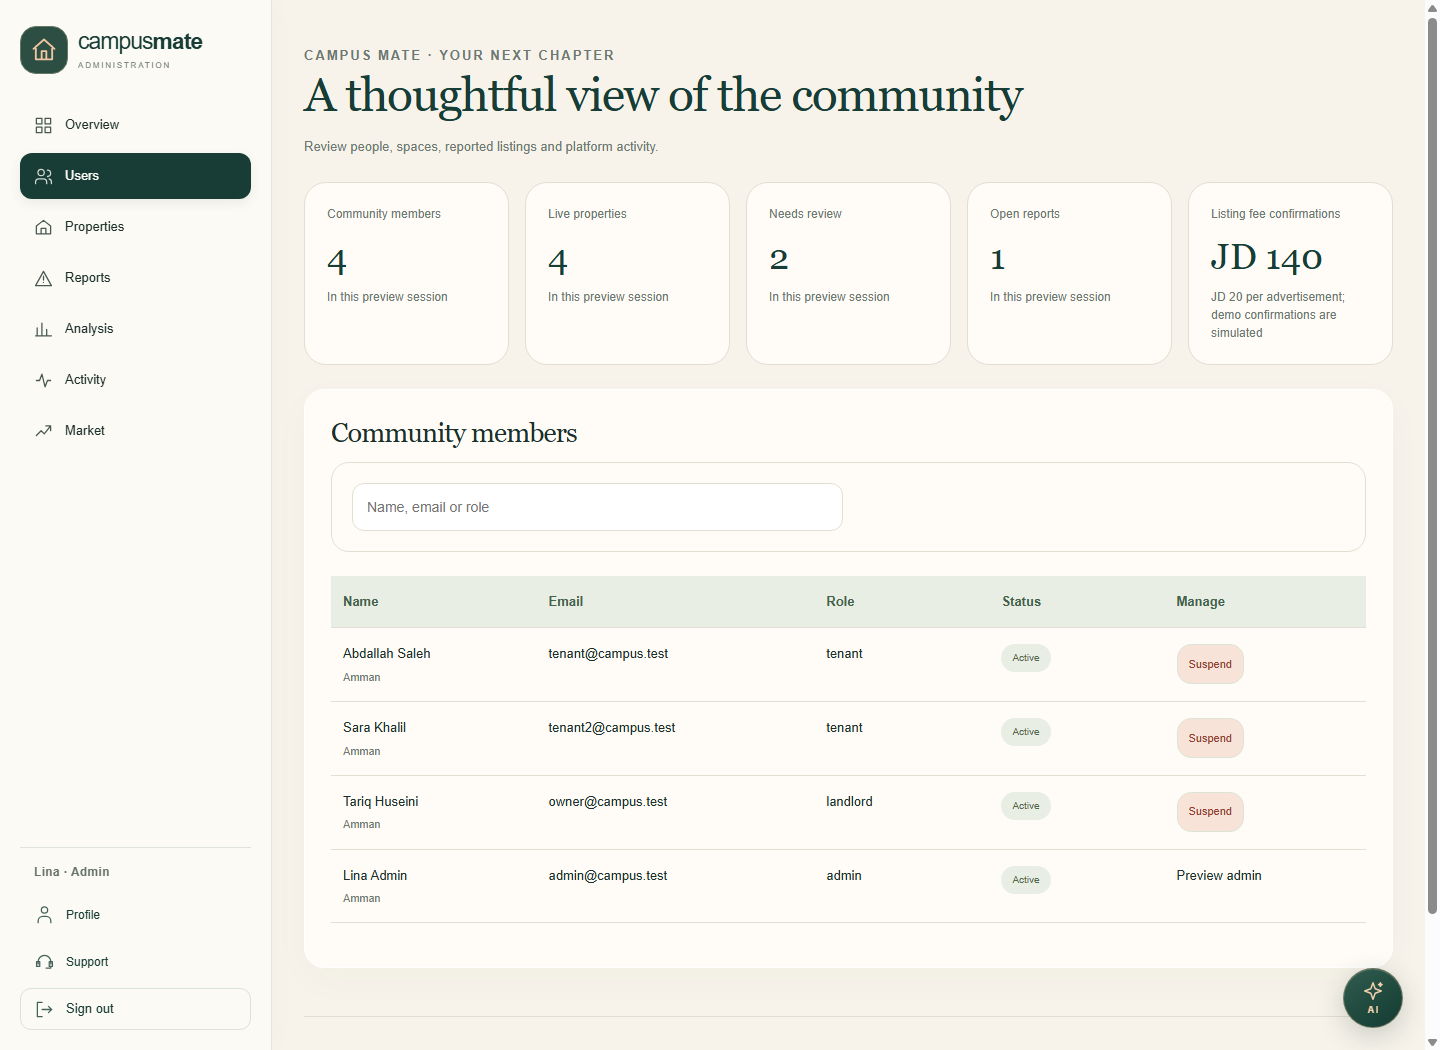 campusmate
ADMINISTRATION
Overview
Users
Properties
Reports
Analysis
Activity
Market
Lina · Admin
Profile
Support
Sign out
CAMPUS MATE · YOUR NEXT CHAPTER
A thoughtful view of the community
Review people, spaces, reported listings and platform activity.
Community members
4
In this preview session
Live properties
4
In this preview session
Needs review
2
In this preview session
Open reports
1
In this preview session
Listing fee confirmations
JD 140
JD 20 per advertisement;
demo confirmations are
simulated
Community members
Name, email or role
Name Email Role Status Manage
Abdallah Saleh tenant@campus.test tenant Active Suspend
Amman
Sara Khalil tenant2@campus.test tenant Active Suspend
Amman
Tariq Huseini owner@campus.test landlord Active Suspend
Amman
Lina Admin admin@campus.test admin Active Preview admin
Amman
AI